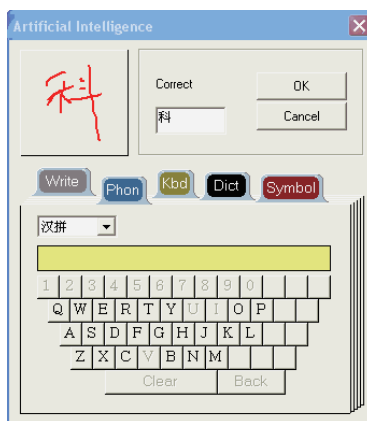 Artificial Intelligence
科
Correct
科
OK
Cancel
Write Phon Kbd Dict Symbol
汉拼
1 2 3 4 5 6 7 8 9 0
Q W E R T Y U I O P
A S D F G H J K L
Z X C V B N M
Clear Back